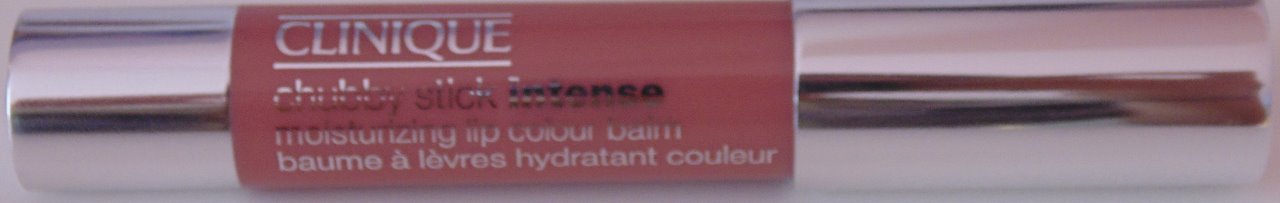 CLINIQUE
chubby stick intense
moisturizing lip colour balm
baume à lèvres hydratant couleur